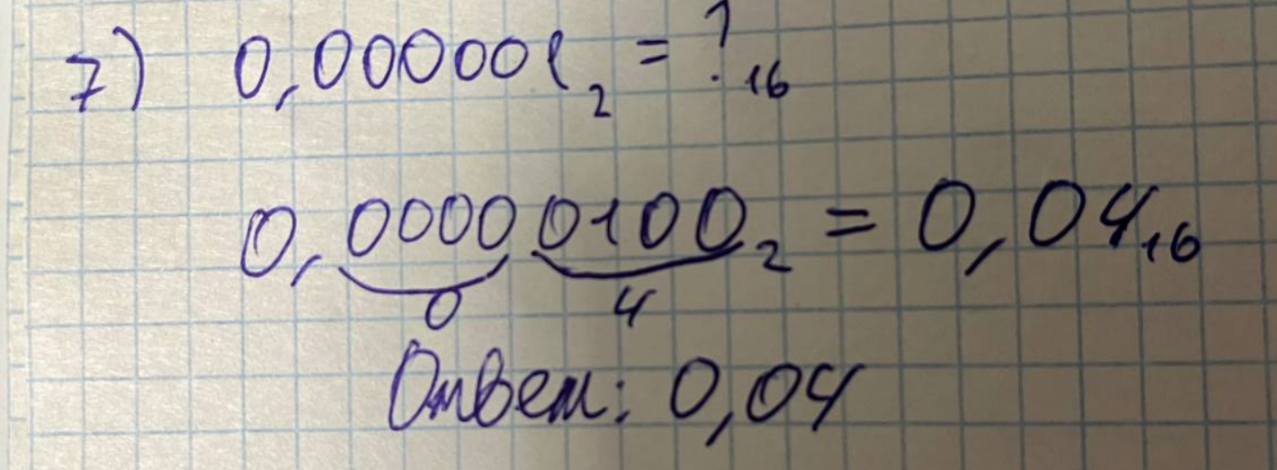 7) 0,000001₂ = ?₁₆
0,00000100₂ = 0,04₁₆
0 4
Ответ: 0,04